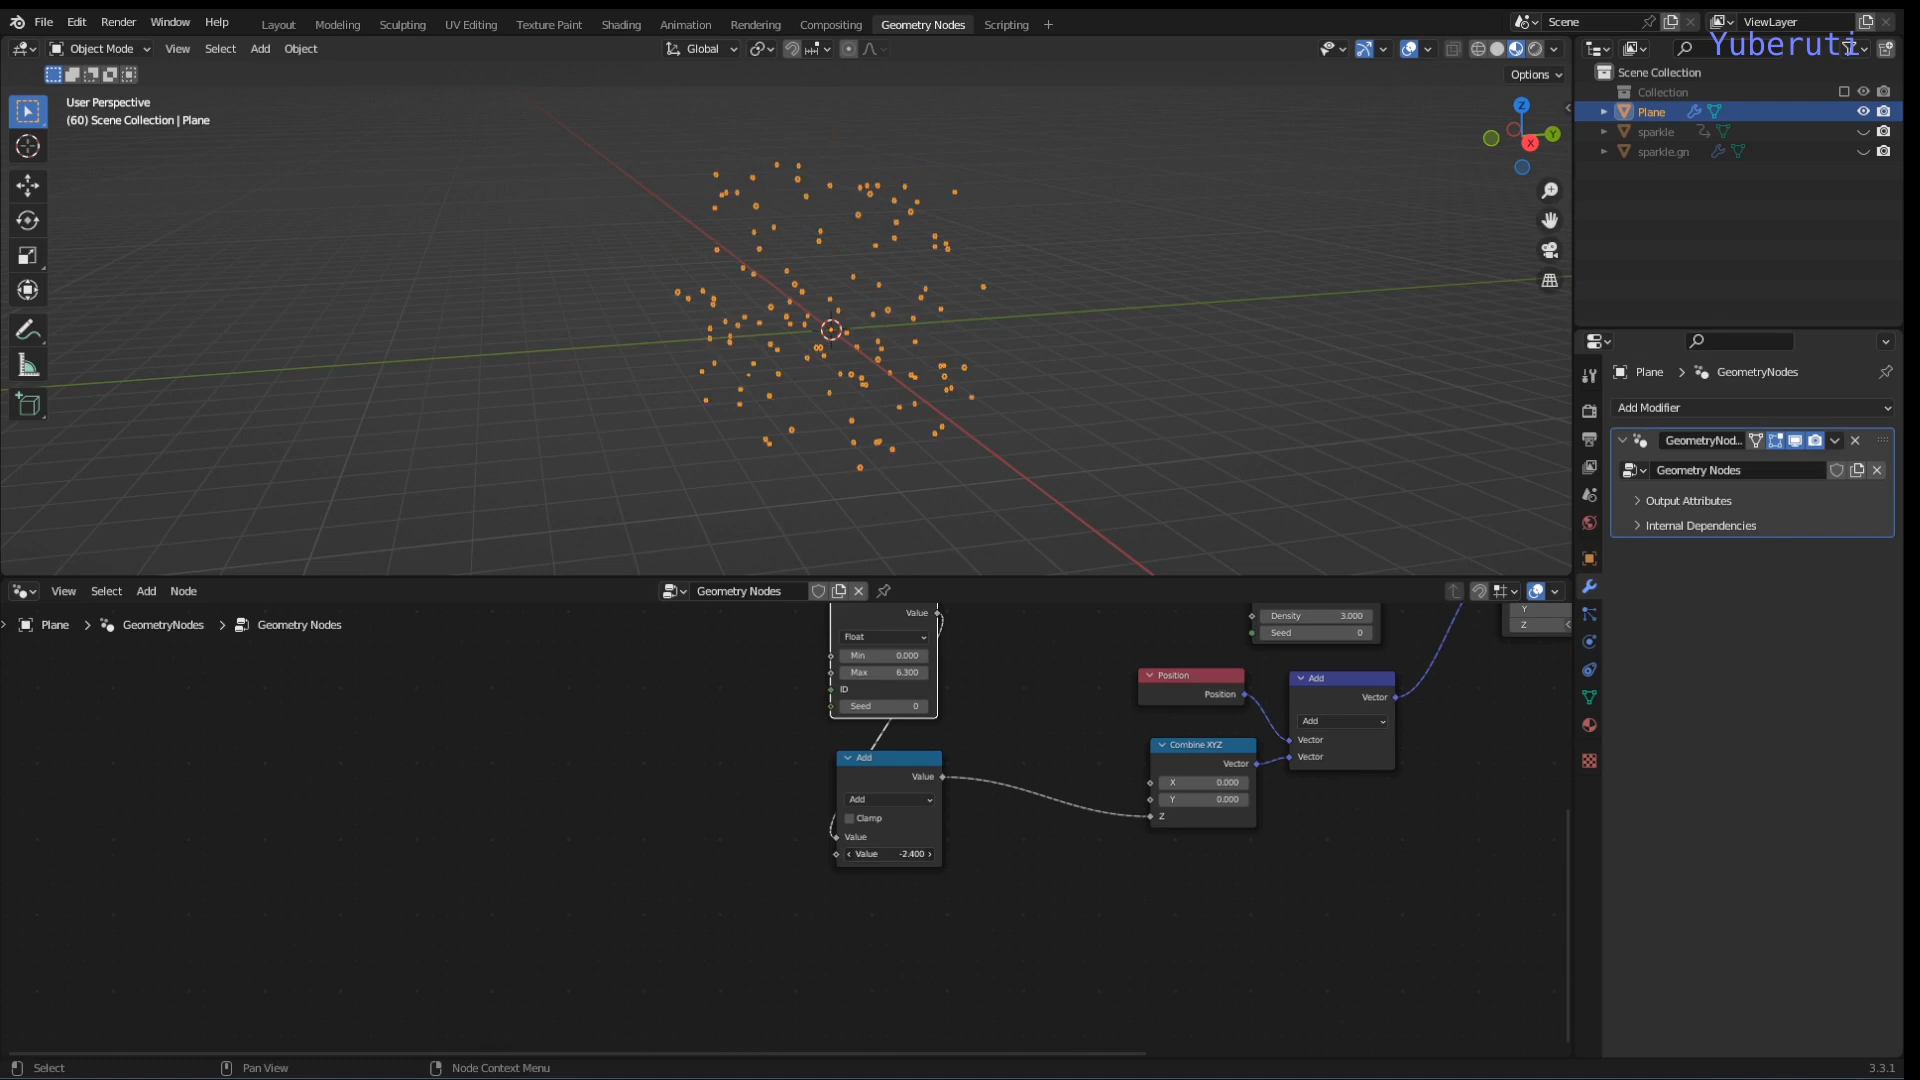 File Edit Render Window Help
Layout Modeling Sculpting UV Editing Texture Paint Shading Animation Rendering Compositing Geometry Nodes Scripting +
Scene ViewLayer
Object Mode View Select Add Object
Global
Yuberuti
Options
User Perspective
(60) Scene Collection | Plane
Z
Y
X
Scene Collection
Collection
Plane
sparkle
sparkle.gn
Plane > GeometryNodes
Add Modifier
GeometryNod...
Geometry Nodes
Output Attributes
Internal Dependencies
View Select Add Node
Geometry Nodes
Plane > GeometryNodes > Geometry Nodes
Value
Float
Min 0.000
Max 6.300
ID
Seed 0
Add
Value
Add
Clamp
Value
Value -2.400
Density 3.000
Seed 0
Position
Position
Combine XYZ
Vector
X 0.000
Y 0.000
Z
Add
Vector
Add
Vector
Vector
Y
Z
Select
Pan View
Node Context Menu
3.3.1